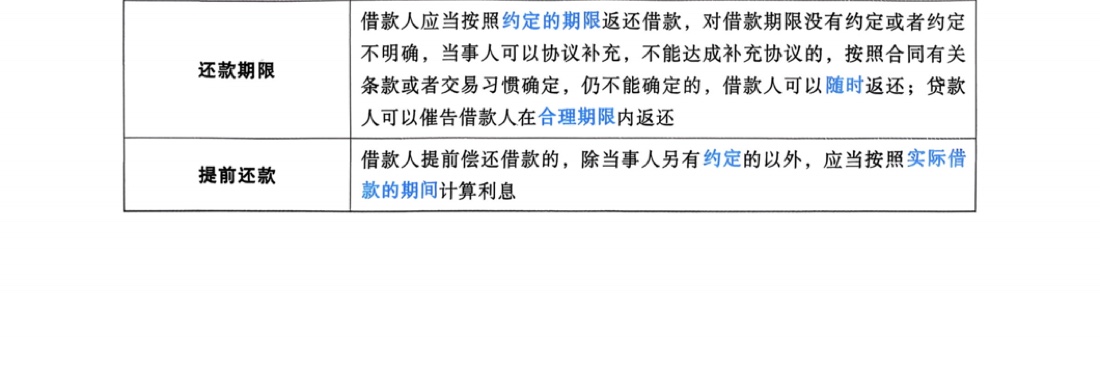 借款人应当按照约定的期限返还借款，对借款期限没有约定或者约定
不明确，当事人可以协议补充，不能达成补充协议的，按照合同有关
还款期限
条款或者交易习惯确定，仍不能确定的，借款人可以随时返还；贷款
人可以催告借款人在合理期限内返还
借款人提前偿还借款的，除当事人另有约定的以外，应当按照实际借
提前还款
款的期间计算利息